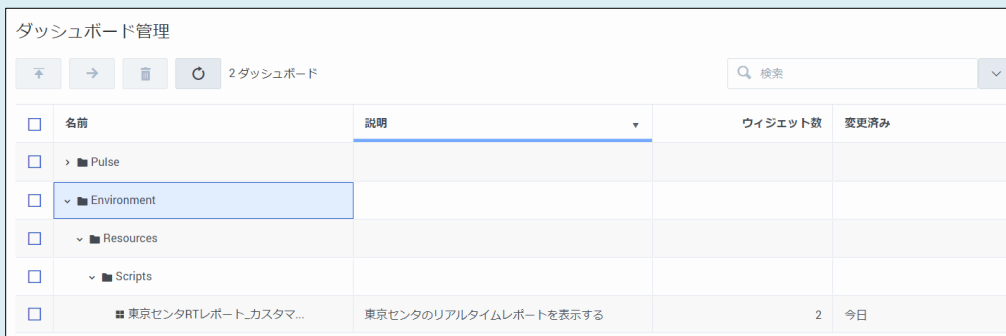 ダッシュボード管理
2 ダッシュボード
検索
名前 説明 ウィジェット数 変更済み
Pulse
Environment
Resources
Scripts
東京センタRTレポート_カスタマ... 東京センタのリアルタイムレポートを表示する 2 今日